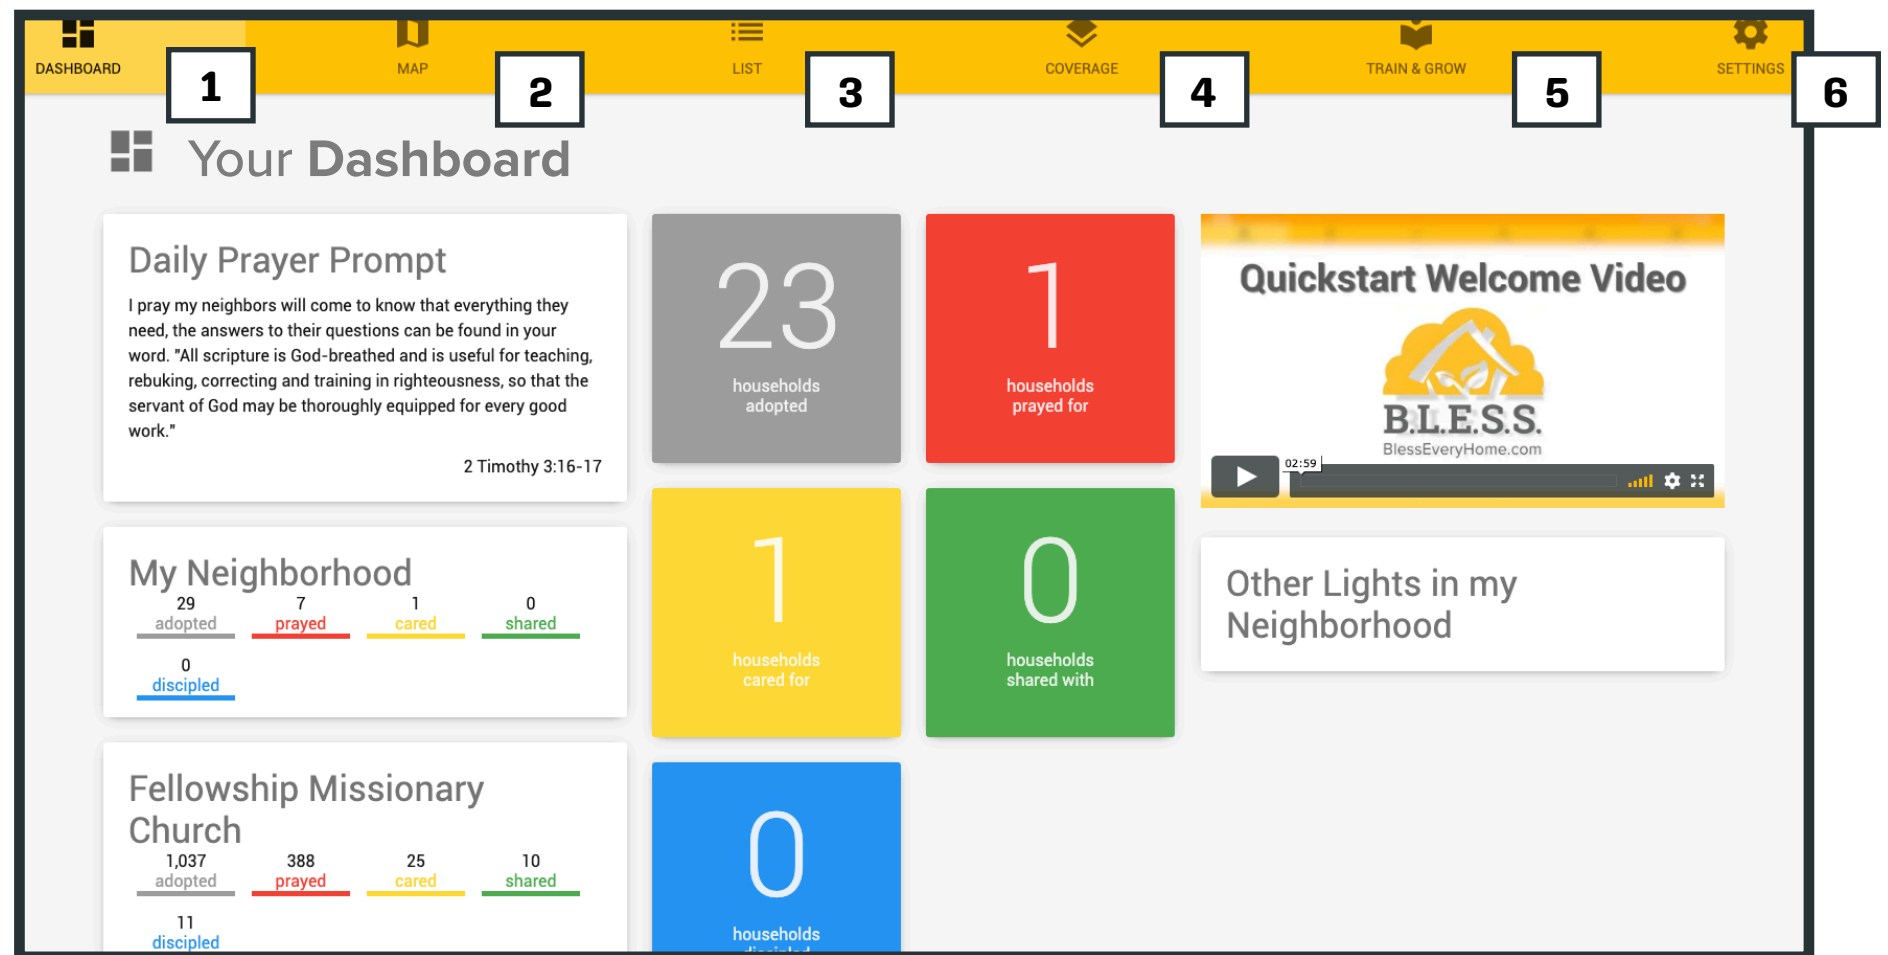 DASHBOARD
1
MAP
2
LIST
3
COVERAGE
4
TRAIN & GROW
5
SETTINGS
6
Your Dashboard
Daily Prayer Prompt
I pray my neighbors will come to know that everything they
need, the answers to their questions can be found in your
word. "All scripture is God-breathed and is useful for teaching,
rebuking, correcting and training in righteousness, so that the
servant of God may be thoroughly equipped for every good
work."
2 Timothy 3:16-17
My Neighborhood
29 7 1 0
adopted prayed cared shared
0
discipled
Fellowship Missionary
Church
1,037 388 25 10
adopted prayed cared shared
11
discipled
23
households
adopted
1
households
prayed for
1
households
cared for
0
households
shared with
0
households
discipled
Quickstart Welcome Video
B.L.E.S.S.
BlessEveryHome.com
02:59
Other Lights in my
Neighborhood